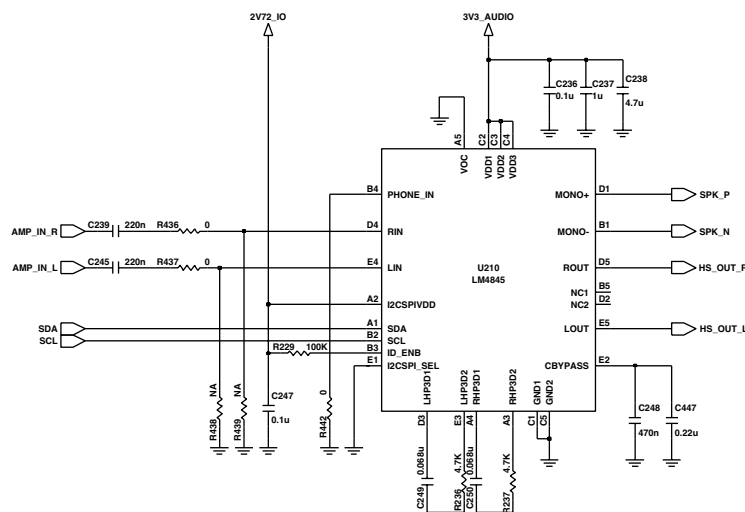 2V72_IO
3V3_AUDIO
C236
0.1u
C237
1u
C238
4.7u
A5
C2
C3
C4
VOC
VDD1
VDD2
VDD3
B4
PHONE_IN
MONO+
D1
SPK_P
AMP_IN_R
C239
220n
R436
0
D4
RIN
MONO-
B1
SPK_N
AMP_IN_L
C245
220n
R437
0
E4
LIN
U210
LM4845
ROUT
D5
HS_OUT_R
NC1
B5
NC2
D2
A2
I2CSPIVDD
SDA
A1
SDA
LOUT
E5
HS_OUT_L
SCL
B2
SCL
R229
100K
B3
ID_ENB
E1
I2CSPI_SEL
CBYPASS
E2
LHP3D1
LHP3D2
RHP3D1
RHP3D2
GND1
GND2
R438
NA
R439
NA
C247
0.1u
R442
0
D3
E3
A4
A3
C1
C5
C248
470n
C447
0.22u
C249
0.068u
R236
4.7K
C250
0.068u
R237
4.7K